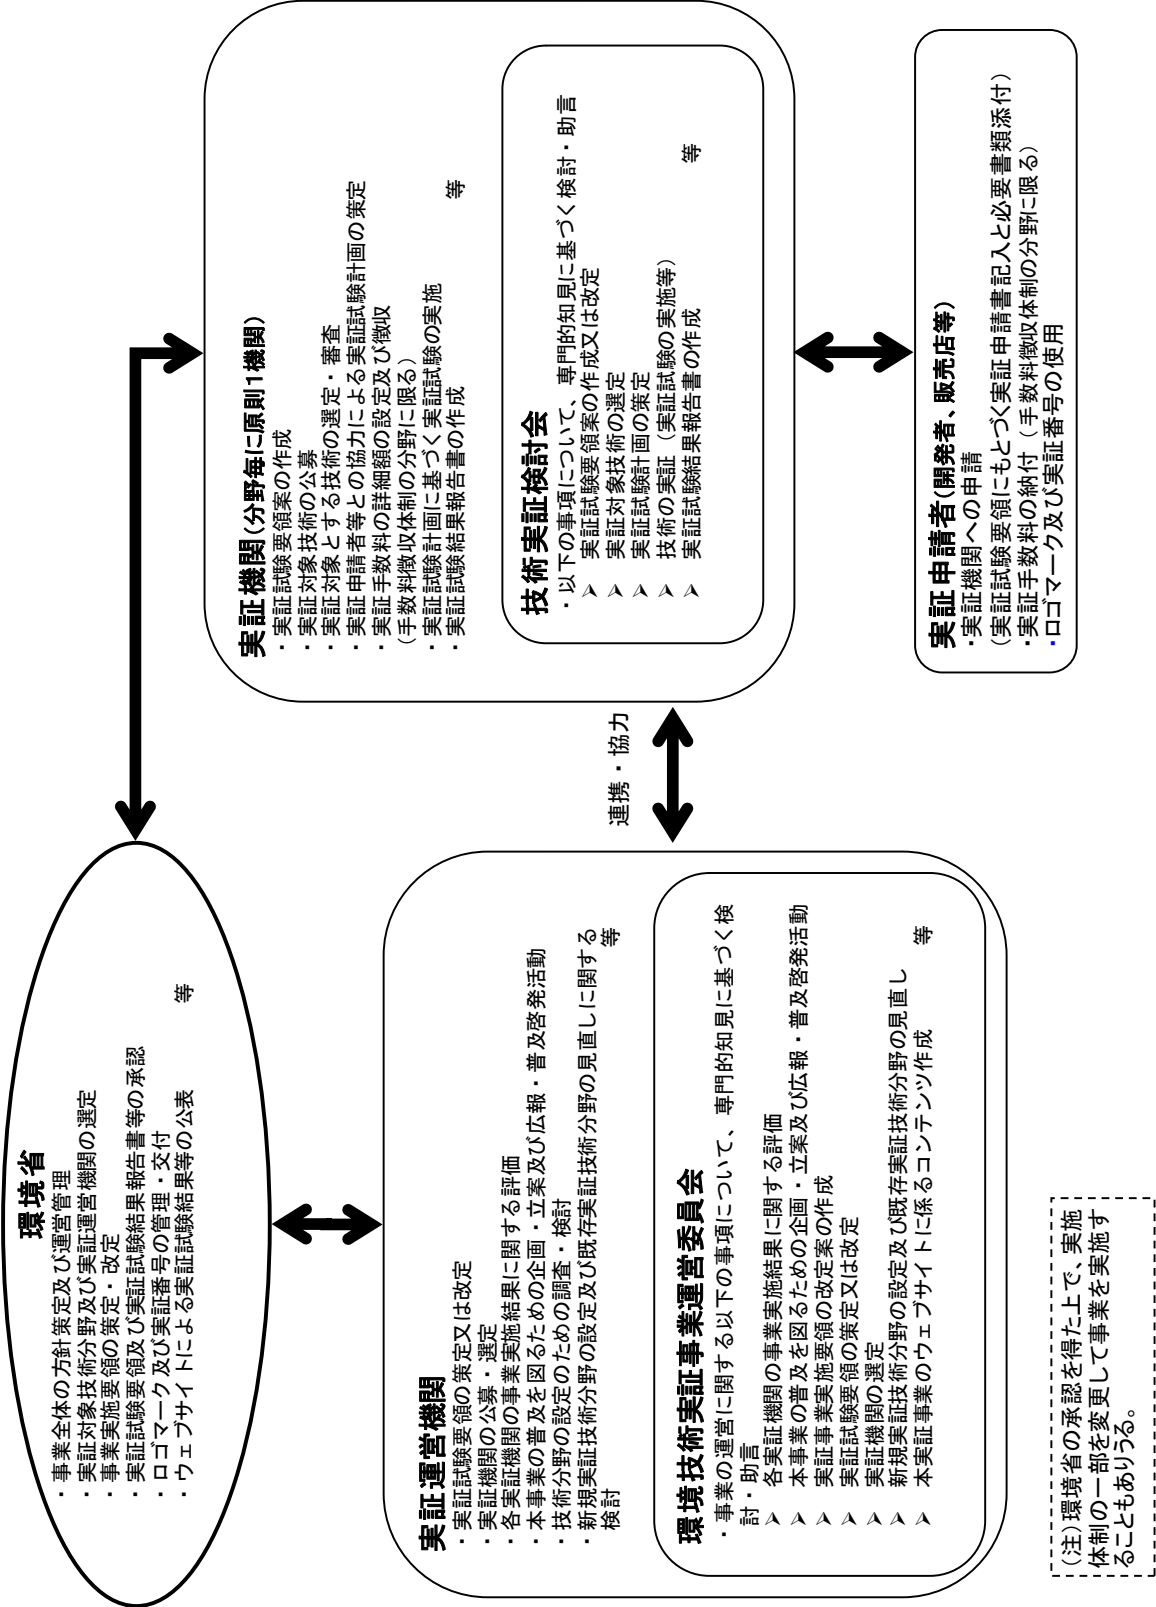 環境省
・事業全体の方針策定及び運営管理
・実証対象技術分野及び実証運営機関の選定
・事業実施要領の策定・改定
・実証試験要領及び実証試験結果報告書等の承認
・ロゴマーク及び実証番号の管理・交付
・ウェブサイトによる実証試験結果等の公表
等
実証運営機関
・実証試験要領の策定又は改定
・実証機関の公募・選定
・各実証機関の事業実施結果に関する評価
・本事業の普及を図るための企画・立案及び広報・普及啓発活動
・技術分野の設定のための調査・検討
・新規実証技術分野の設定及び既存実証技術分野の見直しに関する
検討
等
環境技術実証事業運営委員会
・事業の運営に関する以下の事項について、専門的知見に基づく検
討・助言
➢ 各実証機関の事業実施結果に関する評価
➢ 本事業の普及を図るための企画・立案及び広報・普及啓発活動
➢ 実証事業実施要領の改定案の作成
➢ 実証試験要領の策定又は改定
➢ 実証機関の選定
➢ 新規実証技術分野の設定及び既存実証技術分野の見直し
➢ 本実証事業のウェブサイトに係るコンテンツ作成
等
連携・協力
実証機関(分野毎に原則1機関)
・実証試験要領案の作成
・実証対象技術の公募
・実証対象とする技術の選定・審査
・実証申請者等との協力による実証試験計画の策定
・実証手数料の詳細額の設定及び徴収
(手数料徴収体制の分野に限る)
・実証試験計画に基づく実証試験の実施
・実証試験結果報告書の作成
等
技術実証検討会
・以下の事項について、専門的知見に基づく検討・助言
➢ 実証試験要領案の作成又は改定
➢ 実証対象技術の選定
➢ 実証試験計画の策定
➢ 技術の実証(実証試験の実施等)
➢ 実証試験結果報告書の作成
等
実証申請者(開発者、販売店等)
・実証機関への申請
(実証試験要領にもとづく実証申請書記入と必要書類添付)
・実証手数料の納付(手数料徴収体制の分野に限る)
・ロゴマーク及び実証番号の使用
(注)環境省の承認を得た上で、実施
体制の一部を変更して事業を実施す
ることもありうる。